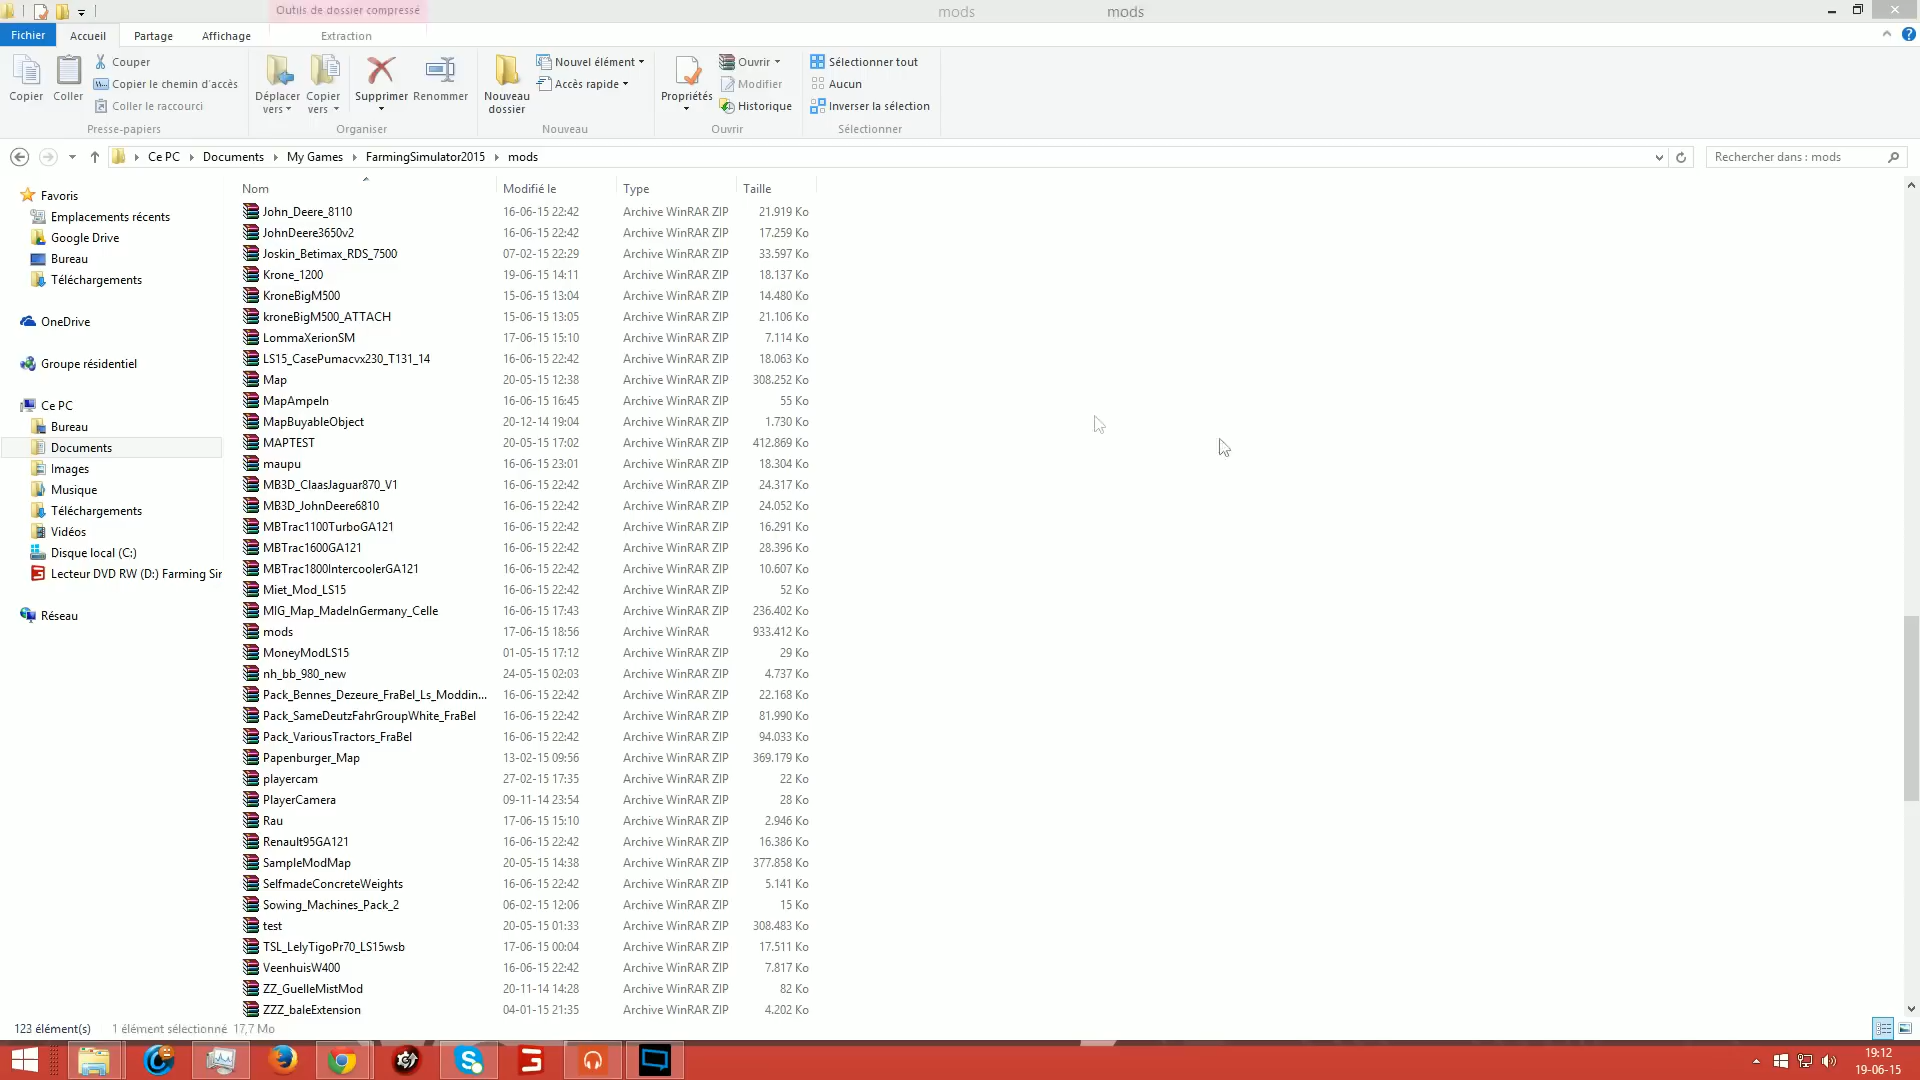 Outils de dossier compressé
mods
mods
Fichier
Accueil
Partage
Affichage
Extraction
Copier
Coller
Couper
Copier le chemin d'accès
Coller le raccourci
Presse-papiers
Déplacer vers
Copier vers
Supprimer
Renommer
Organiser
Nouveau dossier
Nouvel élément
Accès rapide
Nouveau
Propriétés
Ouvrir
Modifier
Historique
Ouvrir
Sélectionner tout
Aucun
Inverser la sélection
Sélectionner
Ce PC
Documents
My Games
FarmingSimulator2015
mods
Rechercher dans : mods
Favoris
Emplacements récents
Google Drive
Bureau
Téléchargements
OneDrive
Groupe résidentiel
Ce PC
Bureau
Documents
Images
Musique
Téléchargements
Vidéos
Disque local (C:)
Lecteur DVD RW (D:) Farming Sir
Réseau
Nom Modifié le Type Taille
John_Deere_8110 16-06-15 22:42 Archive WinRAR ZIP 21.919 Ko
JohnDeere3650v2 16-06-15 22:42 Archive WinRAR ZIP 17.259 Ko
Joskin_Betimax_RDS_7500 07-02-15 22:29 Archive WinRAR ZIP 33.597 Ko
Krone_1200 19-06-15 14:11 Archive WinRAR ZIP 18.137 Ko
KroneBigM500 15-06-15 13:04 Archive WinRAR ZIP 14.480 Ko
kroneBigM500_ATTACH 15-06-15 13:05 Archive WinRAR ZIP 21.106 Ko
LommaXerionSM 17-06-15 15:10 Archive WinRAR ZIP 7.114 Ko
LS15_CasePumacvx230_T131_14 16-06-15 22:42 Archive WinRAR ZIP 18.063 Ko
Map 20-05-15 12:38 Archive WinRAR ZIP 308.252 Ko
MapAmpeln 16-06-15 16:45 Archive WinRAR ZIP 55 Ko
MapBuyableObject 20-12-14 19:04 Archive WinRAR ZIP 1.730 Ko
MAPTEST 20-05-15 17:02 Archive WinRAR ZIP 412.869 Ko
maupu 16-06-15 23:01 Archive WinRAR ZIP 18.304 Ko
MB3D_ClaasJaguar870_V1 16-06-15 22:42 Archive WinRAR ZIP 24.317 Ko
MB3D_JohnDeere6810 16-06-15 22:42 Archive WinRAR ZIP 24.052 Ko
MBTrac1100TurboGA121 16-06-15 22:42 Archive WinRAR ZIP 16.291 Ko
MBTrac1600GA121 16-06-15 22:42 Archive WinRAR ZIP 28.396 Ko
MBTrac1800IntercoolerGA121 16-06-15 22:42 Archive WinRAR ZIP 10.607 Ko
Miet_Mod_LS15 16-06-15 22:42 Archive WinRAR ZIP 52 Ko
MIG_Map_MadeInGermany_Celle 16-06-15 17:43 Archive WinRAR ZIP 236.402 Ko
mods 17-06-15 18:56 Archive WinRAR 933.412 Ko
MoneyModLS15 01-05-15 17:12 Archive WinRAR ZIP 29 Ko
nh_bb_980_new 24-05-15 02:03 Archive WinRAR ZIP 4.737 Ko
Pack_Bennes_Dezeure_FraBel_Ls_Moddin... 16-06-15 22:42 Archive WinRAR ZIP 22.168 Ko
Pack_SameDeutzFahrGroupWhite_FraBel 16-06-15 22:42 Archive WinRAR ZIP 81.990 Ko
Pack_VariousTractors_FraBel 16-06-15 22:42 Archive WinRAR ZIP 94.033 Ko
Papenburger_Map 13-02-15 09:56 Archive WinRAR ZIP 369.179 Ko
playercam 27-02-15 17:35 Archive WinRAR ZIP 22 Ko
PlayerCamera 09-11-14 23:54 Archive WinRAR ZIP 28 Ko
Rau 17-06-15 15:10 Archive WinRAR ZIP 2.946 Ko
Renault95GA121 16-06-15 22:42 Archive WinRAR ZIP 16.386 Ko
SampleModMap 20-05-15 14:38 Archive WinRAR ZIP 377.858 Ko
SelfmadeConcreteWeights 16-06-15 22:42 Archive WinRAR ZIP 5.141 Ko
Sowing_Machines_Pack_2 06-02-15 12:06 Archive WinRAR ZIP 15 Ko
test 20-05-15 01:33 Archive WinRAR ZIP 308.483 Ko
TSL_LelyTigoPr70_LS15wsb 17-06-15 00:04 Archive WinRAR ZIP 17.511 Ko
VeenhuisW400 16-06-15 22:42 Archive WinRAR ZIP 7.817 Ko
ZZ_GuelleMistMod 20-11-14 14:28 Archive WinRAR ZIP 82 Ko
ZZZ_baleExtension 04-01-15 21:35 Archive WinRAR ZIP 4.202 Ko
123 élément(s) 1 élément sélectionné 17,7 Mo
19:12
19-06-15